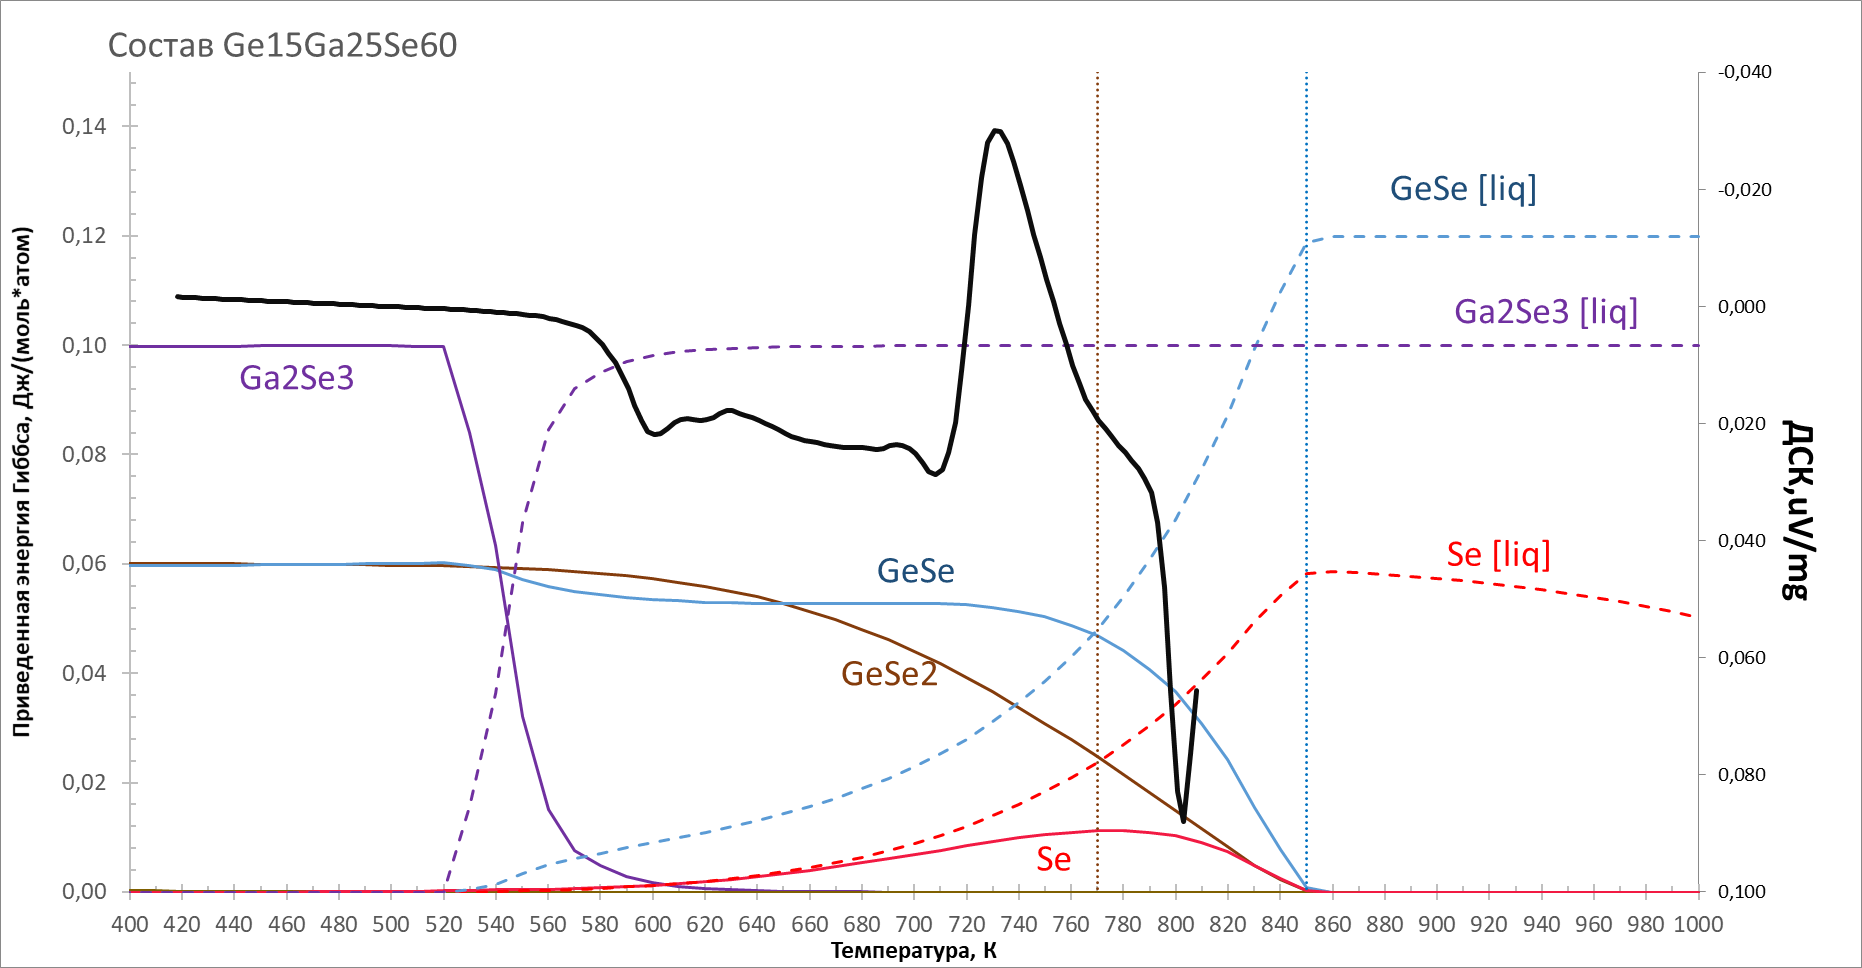 Состав Ge15Ga25Se60
Приведенная энергия Гиббса, Дж/(моль*атом)
0,14
0,12
0,10
0,08
0,06
0,04
0,02
0,00
Ga2Se3
GeSe
GeSe2
Se
GeSe [liq]
Ga2Se3 [liq]
Se [liq]
-0,040
-0,020
0,000
0,020
0,040
0,060
0,080
0,100
ДСК,uV/mg
400 420 440 460 480 500 520 540 560 580 600 620 640 660 680 700 720 740 760 780 800 820 840 860 880 900 920 940 960 980 1000
Температура, К